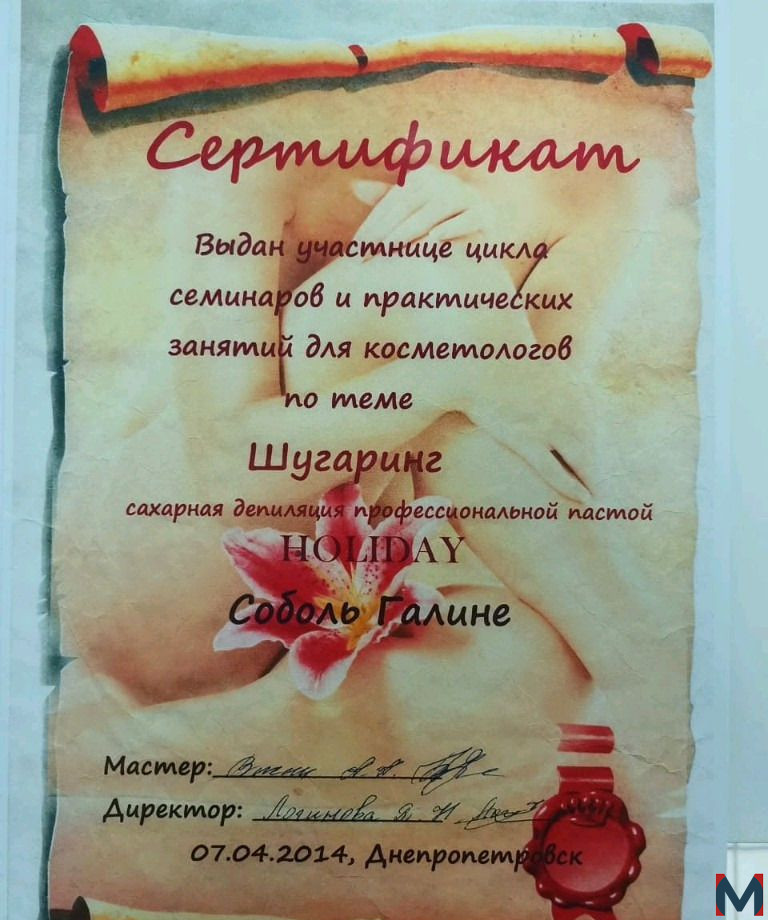 Сертификат
Выдан участнице цикла
семинаров и практических
занятий для косметологов
по теме
Шугаринг
сахарная депиляция профессиональной пастой
HOLIDAY
Соболь Галине
Мастер:
Директор: Логинова Я. И.
07.04.2014, Днепропетровск
M